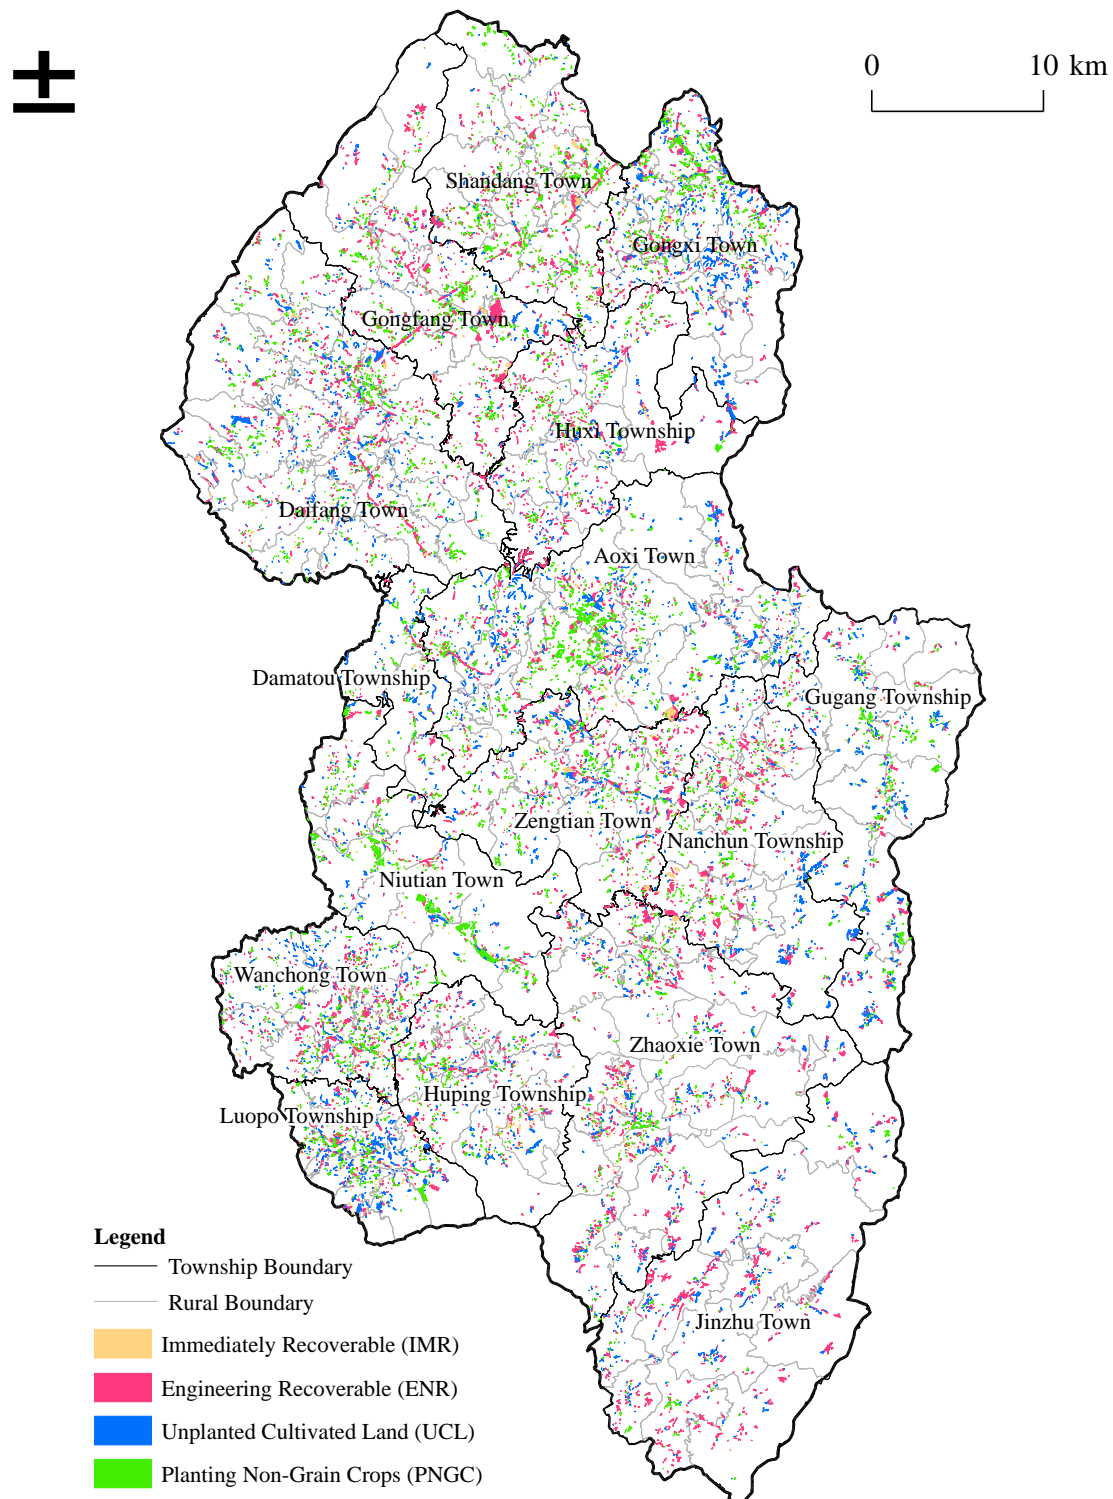 0 10 km
Shandang Town
Gongxi Town
Gongfang Town
Huxi Township
Daifang Town
Aoxi Town
Damatou Township
Gugang Township
Zengtian Town
Nanchun Township
Niutian Town
Wanchong Town
Zhaoxie Town
Huping Township
Luopo Township
Jinzhu Town
Legend
Township Boundary
Rural Boundary
Immediately Recoverable (IMR)
Engineering Recoverable (ENR)
Unplanted Cultivated Land (UCL)
Planting Non-Grain Crops (PNGC)